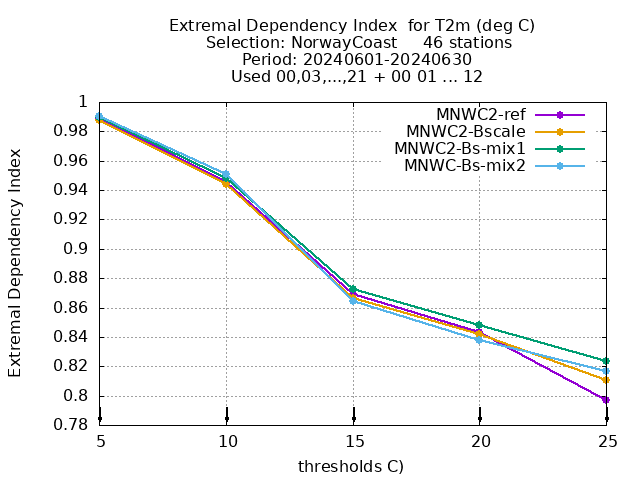 Extremal Dependency Index  for T2m (deg C)
Selection: NorwayCoast     46 stations
Period: 20240601-20240630
Used 00,03,...,21 + 00 01 ... 12
MNWC2-ref
MNWC2-Bscale
MNWC2-Bs-mix1
MNWC-Bs-mix2
Extremal Dependency Index
1
0.98
0.96
0.94
0.92
0.9
0.88
0.86
0.84
0.82
0.8
0.78
5 10 15 20 25
thresholds C)